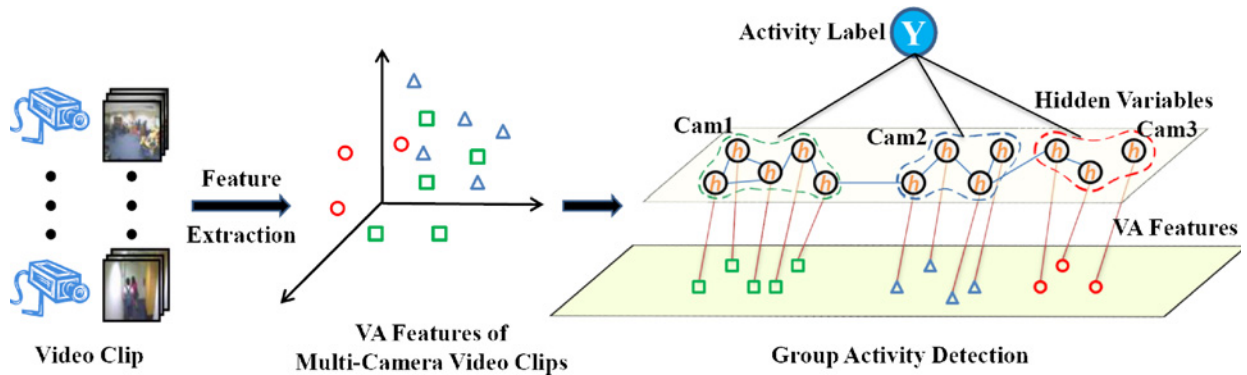 Activity Label
Y
Hidden Variables
Cam1
Cam2
Cam3
h h h h h h h h h h h h
Feature
Extraction
VA Features
VA Features of
Multi-Camera Video Clips
Video Clip
Group Activity Detection